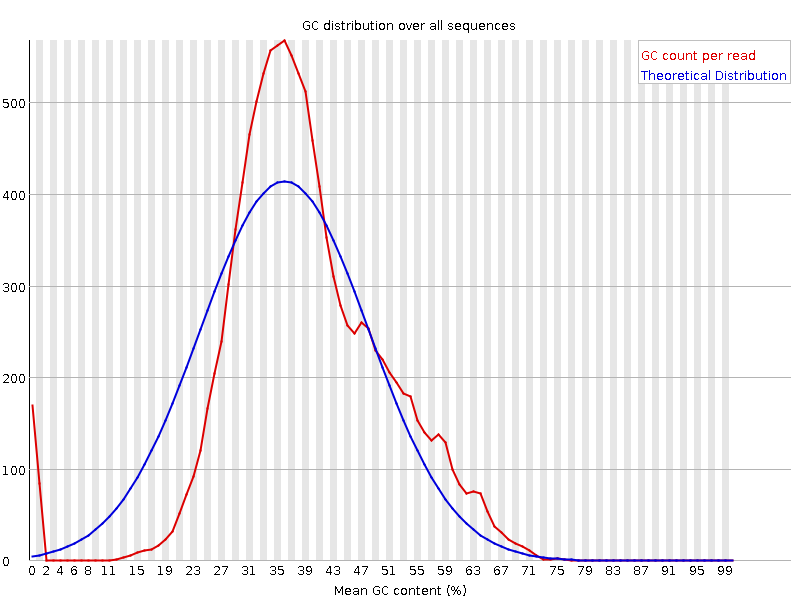 GC distribution over all sequences
GC count per read
Theoretical Distribution
500
400
300
200
100
0
0 2 4 6 8 11 15 19 23 27 31 35 39 43 47 51 55 59 63 67 71 75 79 83 87 91 95 99
Mean GC content (%)